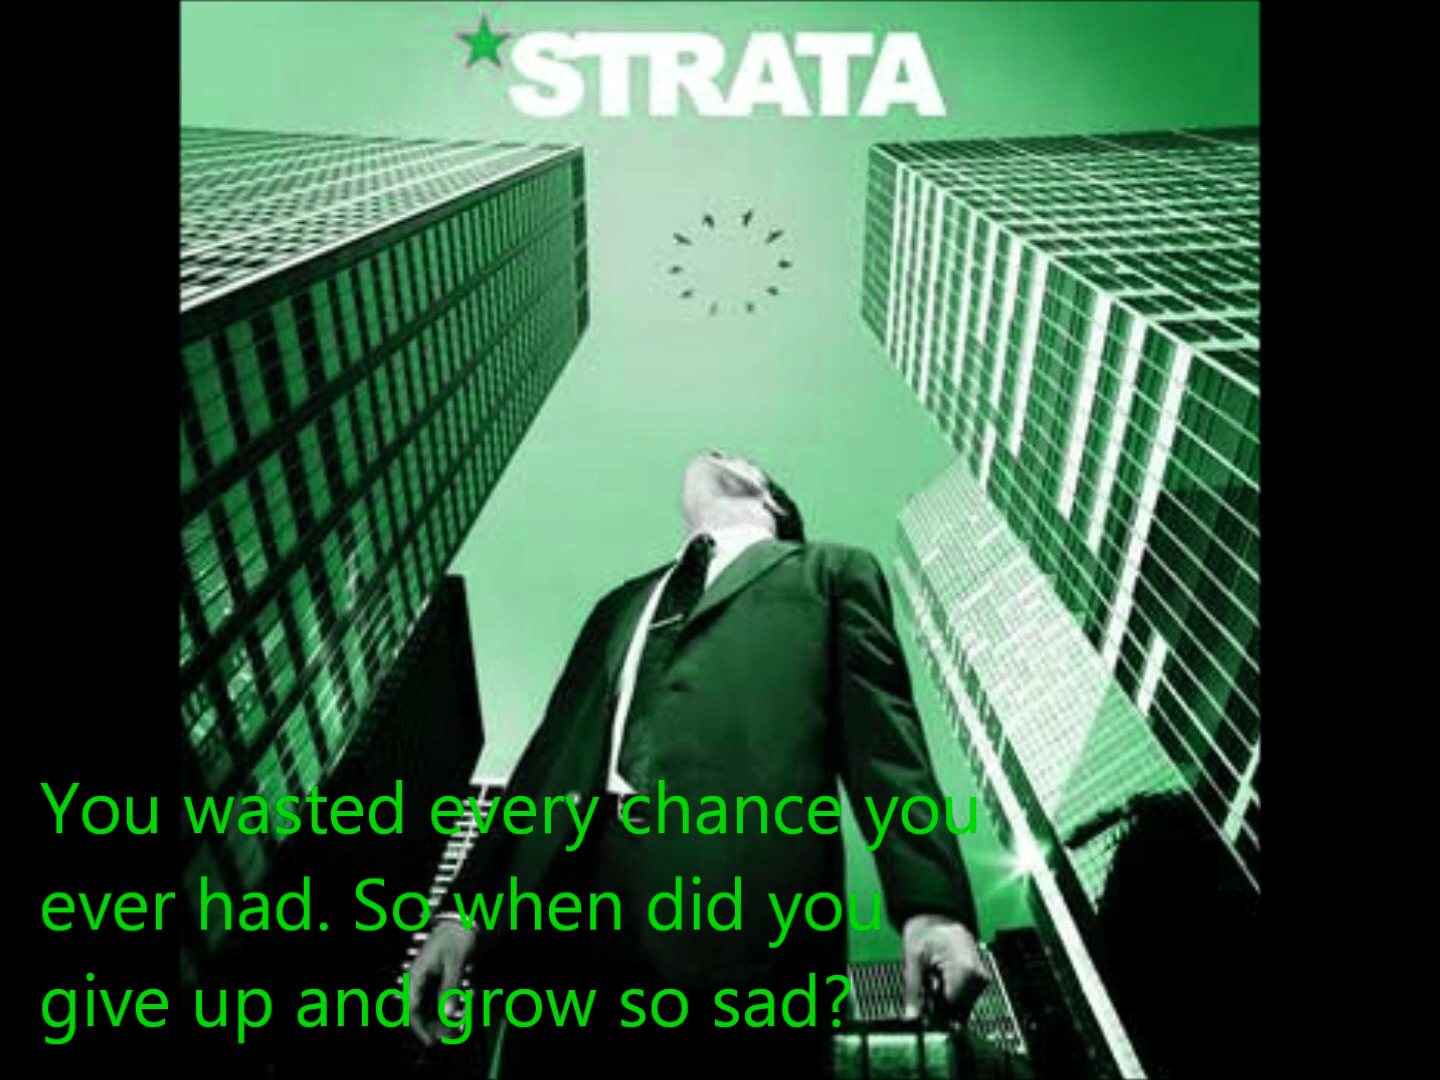 STRATA
You wasted every chance you
ever had. So when did you
give up and grow so sad?